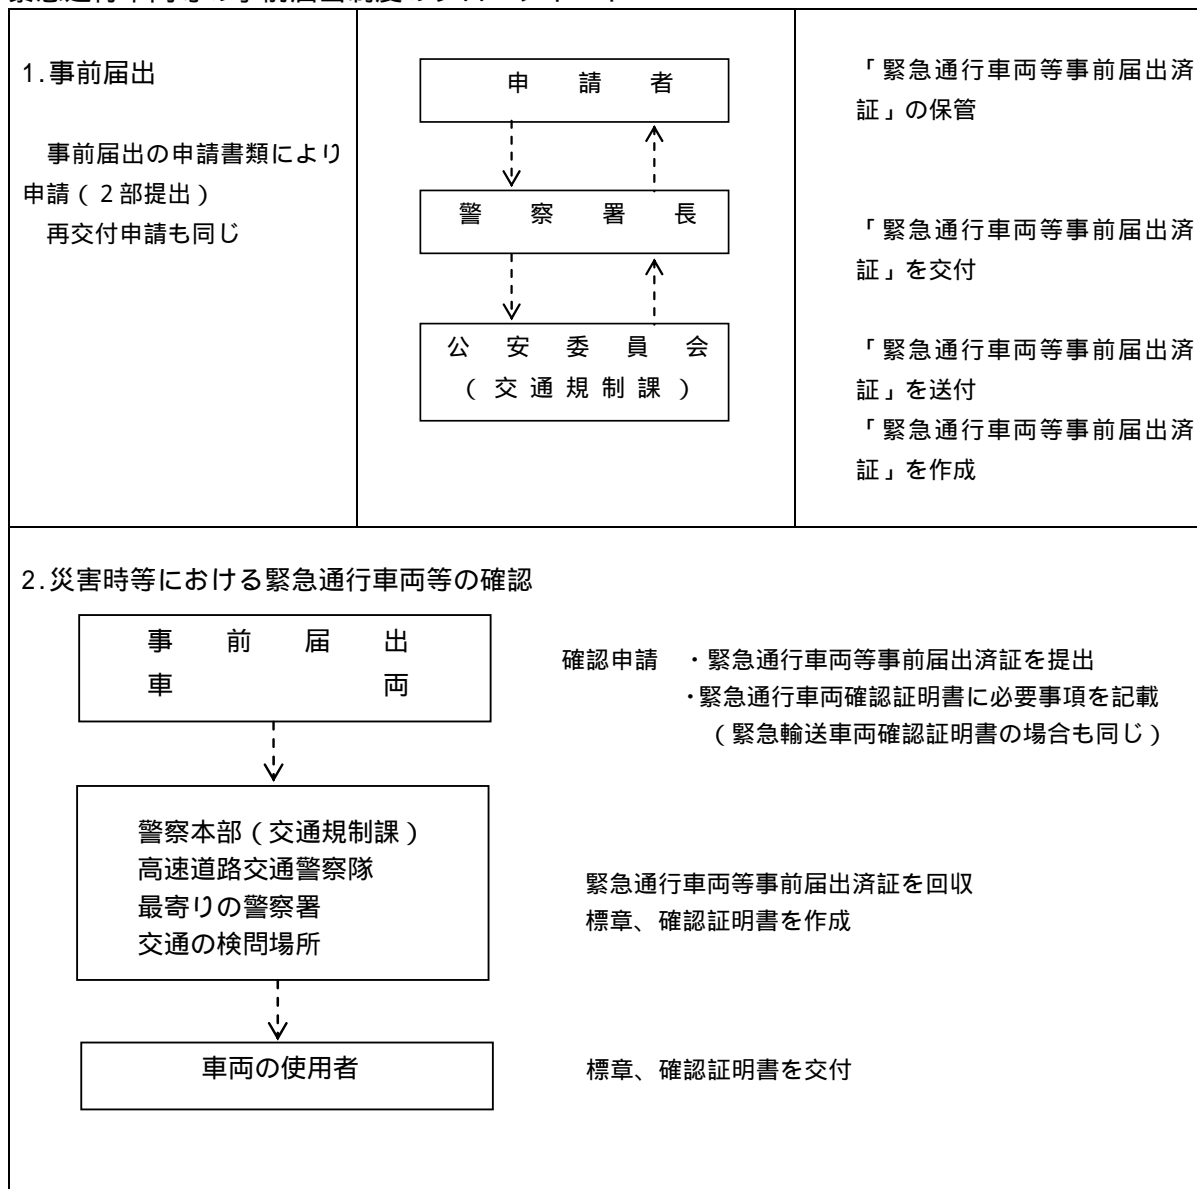 1.事前届出
事前届出の申請書類により
申請(2部提出)
再交付申請も同じ
申請者
警察署長
公安委員会
(交通規制課)
「緊急通行車両等事前届出済
証」の保管
「緊急通行車両等事前届出済
証」を交付
「緊急通行車両等事前届出済
証」を送付
「緊急通行車両等事前届出済
証」を作成
2.災害時等における緊急通行車両等の確認
事前届出
車両
確認申請 ・緊急通行車両等事前届出済証を提出
・緊急通行車両確認証明書に必要事項を記載
(緊急輸送車両確認証明書の場合も同じ)
警察本部(交通規制課)
高速道路交通警察隊
最寄りの警察署
交通の検問場所
緊急通行車両等事前届出済証を回収
標章、確認証明書を作成
車両の使用者
標章、確認証明書を交付